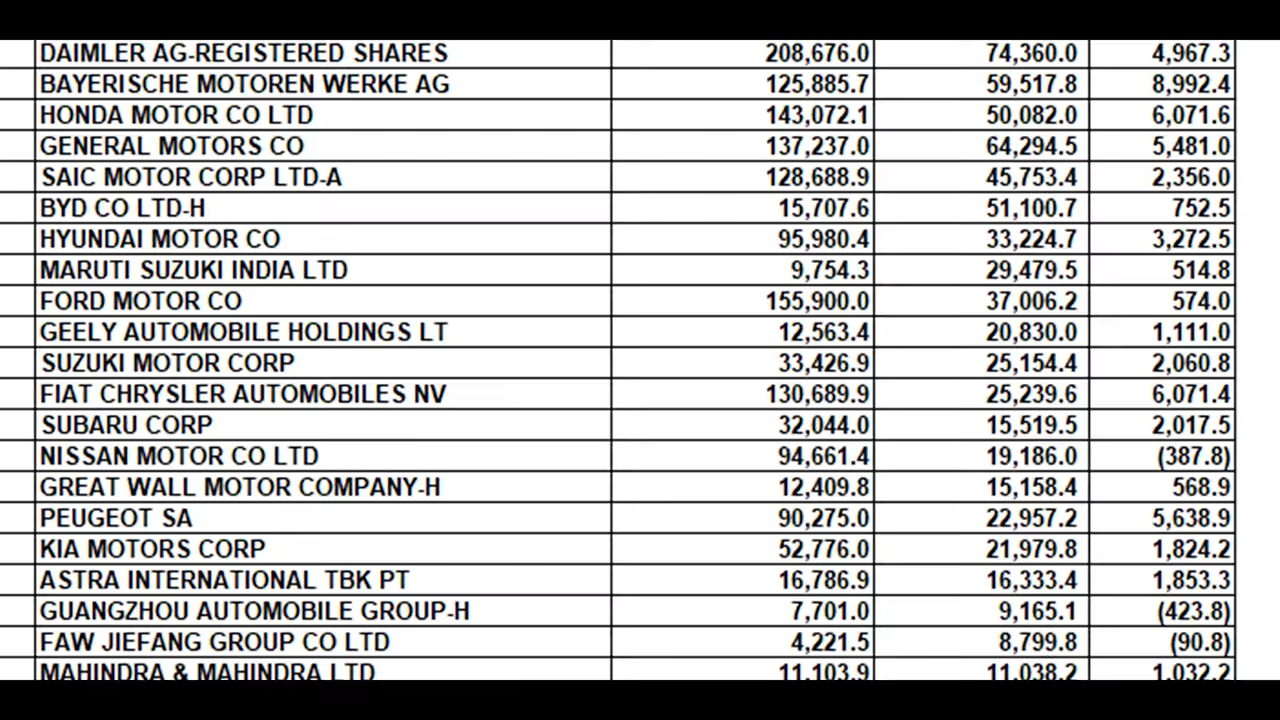 DAIMLER AG-REGISTERED SHARES 208,676.0 74,360.0 4,967.3
BAYERISCHE MOTOREN WERKE AG 125,885.7 59,517.8 8,992.4
HONDA MOTOR CO LTD 143,072.1 50,082.0 6,071.6
GENERAL MOTORS CO 137,237.0 64,294.5 5,481.0
SAIC MOTOR CORP LTD-A 128,688.9 45,753.4 2,356.0
BYD CO LTD-H 15,707.6 51,100.7 752.5
HYUNDAI MOTOR CO 95,980.4 33,224.7 3,272.5
MARUTI SUZUKI INDIA LTD 9,754.3 29,479.5 514.8
FORD MOTOR CO 155,900.0 37,006.2 574.0
GEELY AUTOMOBILE HOLDINGS LT 12,563.4 20,830.0 1,111.0
SUZUKI MOTOR CORP 33,426.9 25,154.4 2,060.8
FIAT CHRYSLER AUTOMOBILES NV 130,689.9 25,239.6 6,071.4
SUBARU CORP 32,044.0 15,519.5 2,017.5
NISSAN MOTOR CO LTD 94,661.4 19,186.0 (387.8)
GREAT WALL MOTOR COMPANY-H 12,409.8 15,158.4 568.9
PEUGEOT SA 90,275.0 22,957.2 5,638.9
KIA MOTORS CORP 52,776.0 21,979.8 1,824.2
ASTRA INTERNATIONAL TBK PT 16,786.9 16,333.4 1,853.3
GUANGZHOU AUTOMOBILE GROUP-H 7,701.0 9,165.1 (423.8)
FAW JIEFANG GROUP CO LTD 4,221.5 8,799.8 (90.8)
MAHINDRA & MAHINDRA LTD 11,103.9 11,038.2 1,032.2